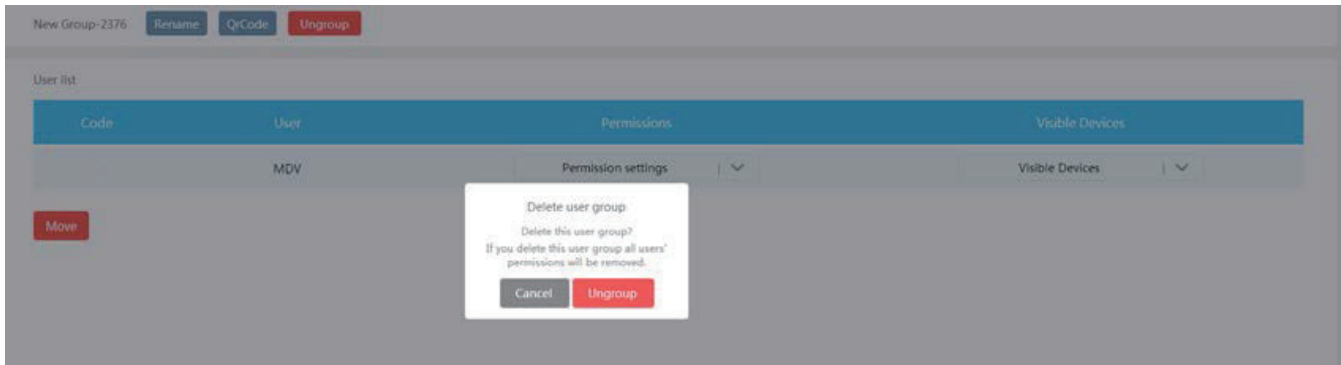 New Group-2376 Rename QrCode Ungroup
User list
Code User Permissions Visible Devices
MDV Permission settings Visible Devices
Move
Delete user group
Delete this user group?
If you delete this user group all users'
permissions will be removed.
Cancel Ungroup